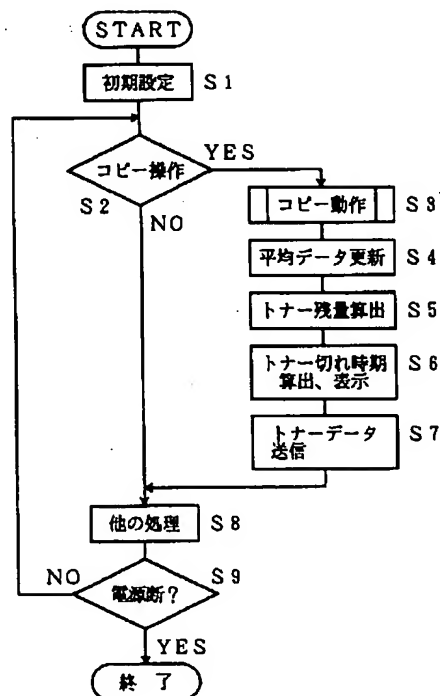 START
初期設定 S1
コピー操作 YES
S2 NO
コピー動作 S3
平均データ更新 S4
トナー残量算出 S5
トナー切れ時期
算出、表示 S6
トナーデータ
送信 S7
他の処理 S8
NO 電源断? S9
YES
終了